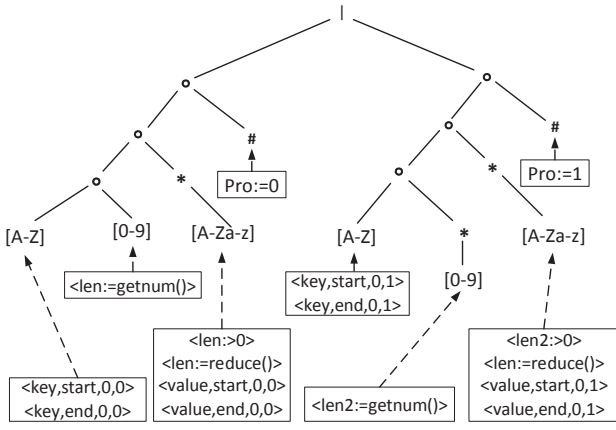 |
#
#
Pro:=0
Pro:=1
*
*
[A-Z]
[0-9]
[A-Za-z]
[A-Z]
*
[A-Za-z]
<len:=getnum()>
<key,start,0,1>
<key,end,0,1>
[0-9]
<key,start,0,0>
<key,end,0,0>
<len:>0>
<len:=reduce()>
<value,start,0,0>
<value,end,0,0>
<len2:=getnum()>
<len2:>0>
<len:=reduce()>
<value,start,0,1>
<value,end,0,1>